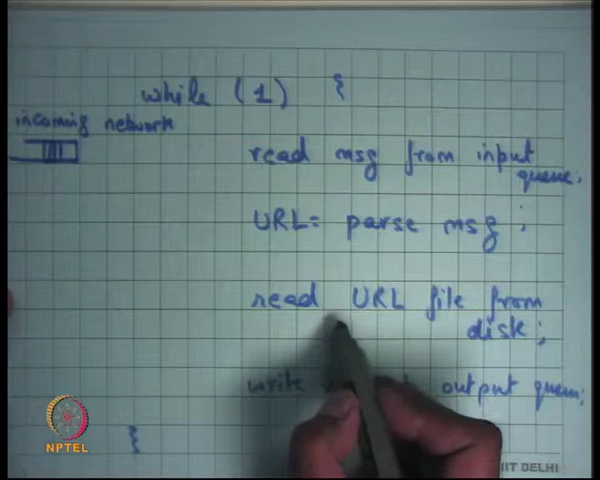 while (1) {
incoming network
read msg from input
queue;
URL= parse msg ;
read URL file from
disk;
write output queue;
}
NPTEL
IIT DELHI